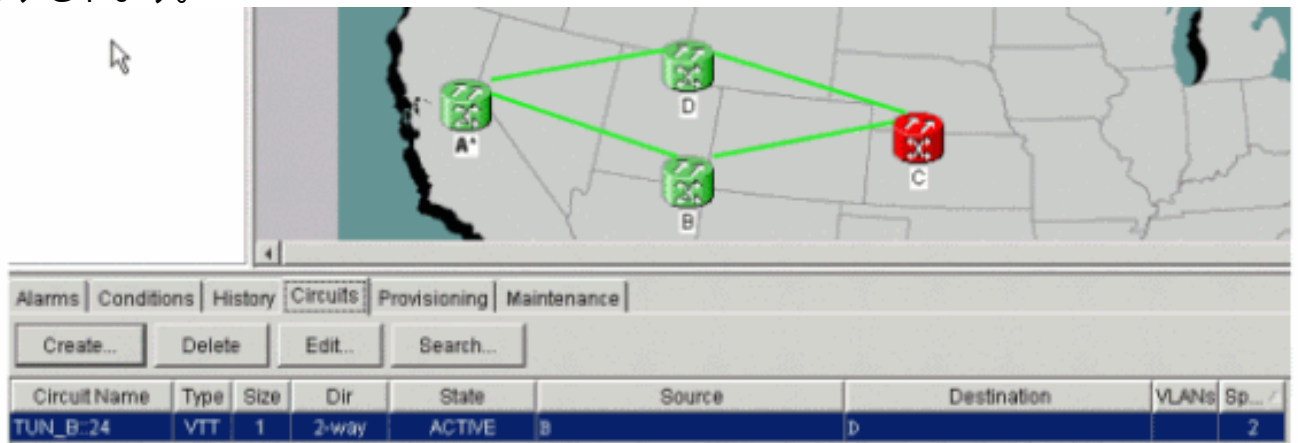 D
A*
C
B
Alarms Conditions History Circuits Provisioning Maintenance
Create... Delete Edit... Search...
Circuit Name Type Size Dir State Source Destination VLANs Sp...
TUN_B::24 VTT 1 2-way ACTIVE B D 2